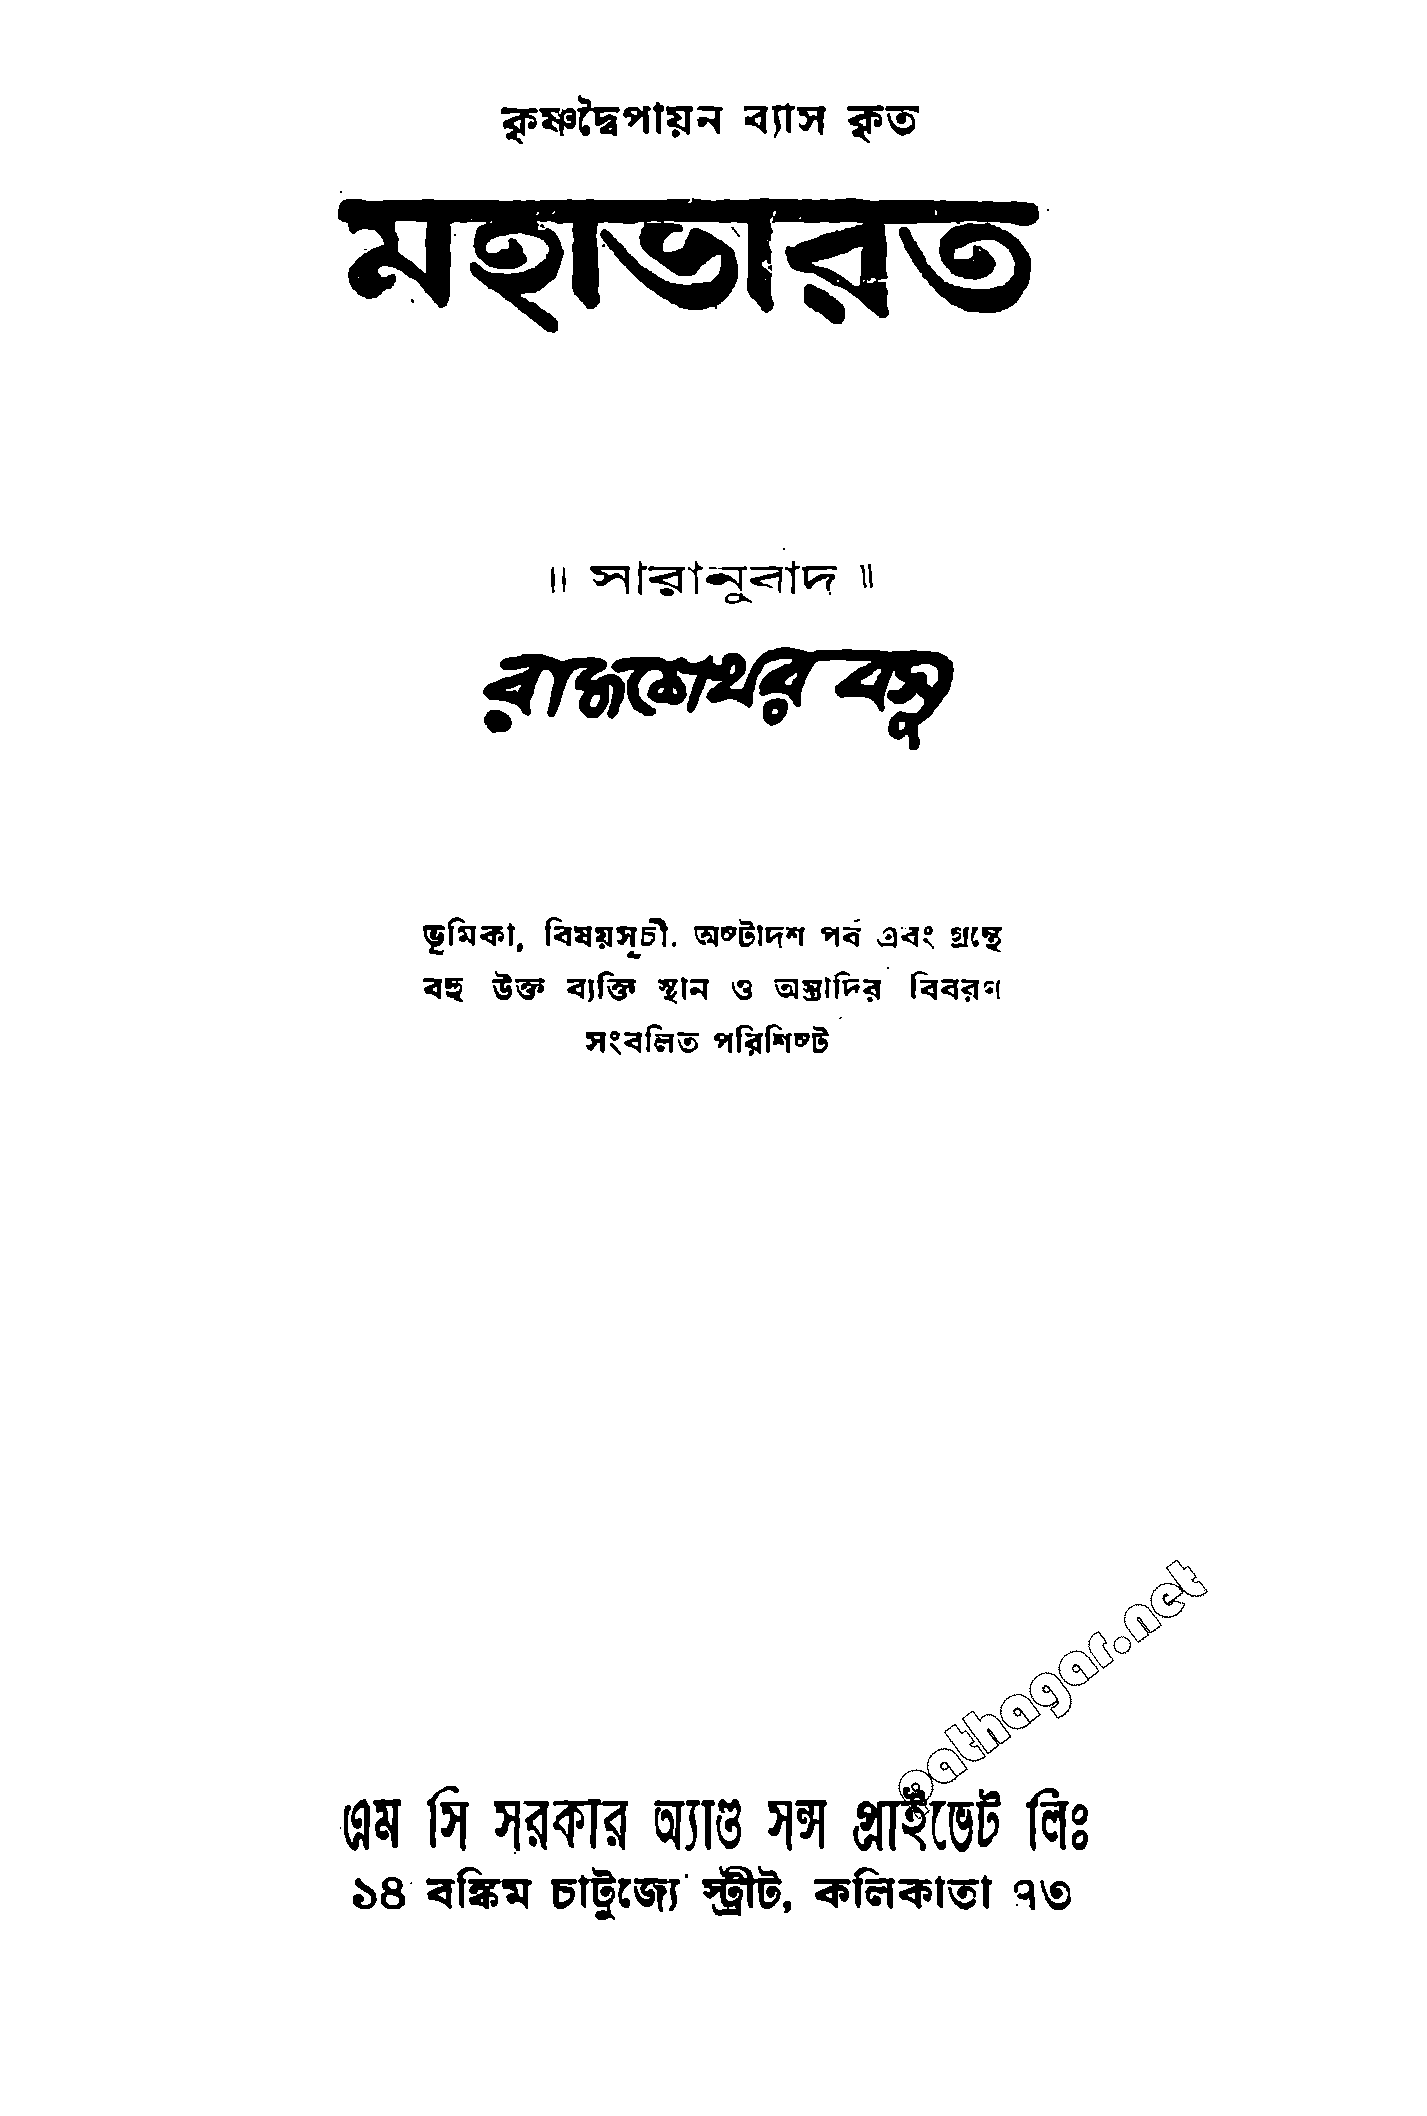 কৃষ্ণদ্বৈপায়ন ব্যাস কৃত
মহাভারত
॥ সারানুবাদ ॥
রাজশেখর বসু
ভূমিকা, বিষয়সূচী. অষ্টাদশ পর্ব এবং গ্রন্থে
বহু উক্ত ব্যক্তি স্থান ও অস্ত্রাদির বিবরণ
সংবলিত পরিশিষ্ট
pathagar.net
এম সি সরকার অ্যাণ্ড সন্স প্রাইভেট লিঃ
১৪ বঙ্কিম চাটুজ্যে স্ট্রীট, কলিকাতা ৭৩